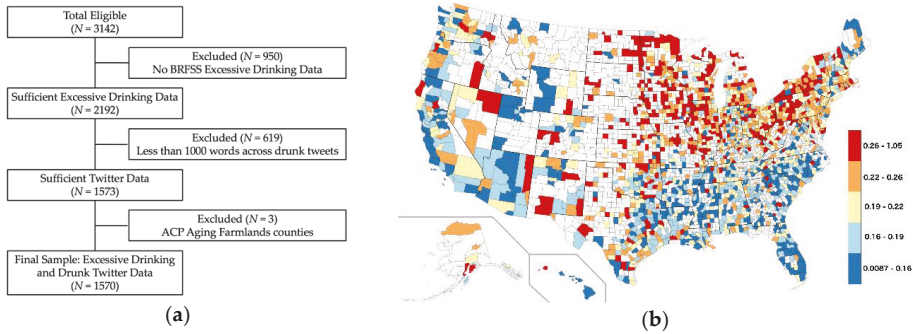 Total Eligible
(N = 3142)
Excluded (N = 950)
No BRFSS Excessive Drinking Data
Sufficient Excessive Drinking Data
(N = 2192)
Excluded (N = 619)
Less than 1000 words across drunk tweets
Sufficient Twitter Data
(N = 1573)
Excluded (N = 3)
ACP Aging Farmlands counties
Final Sample: Excessive Drinking
and Drunk Twitter Data
(N = 1570)
(a)
0.26 - 1.05
0.22 - 0.26
0.19 - 0.22
0.16 - 0.19
0.0087 - 0.16
(b)